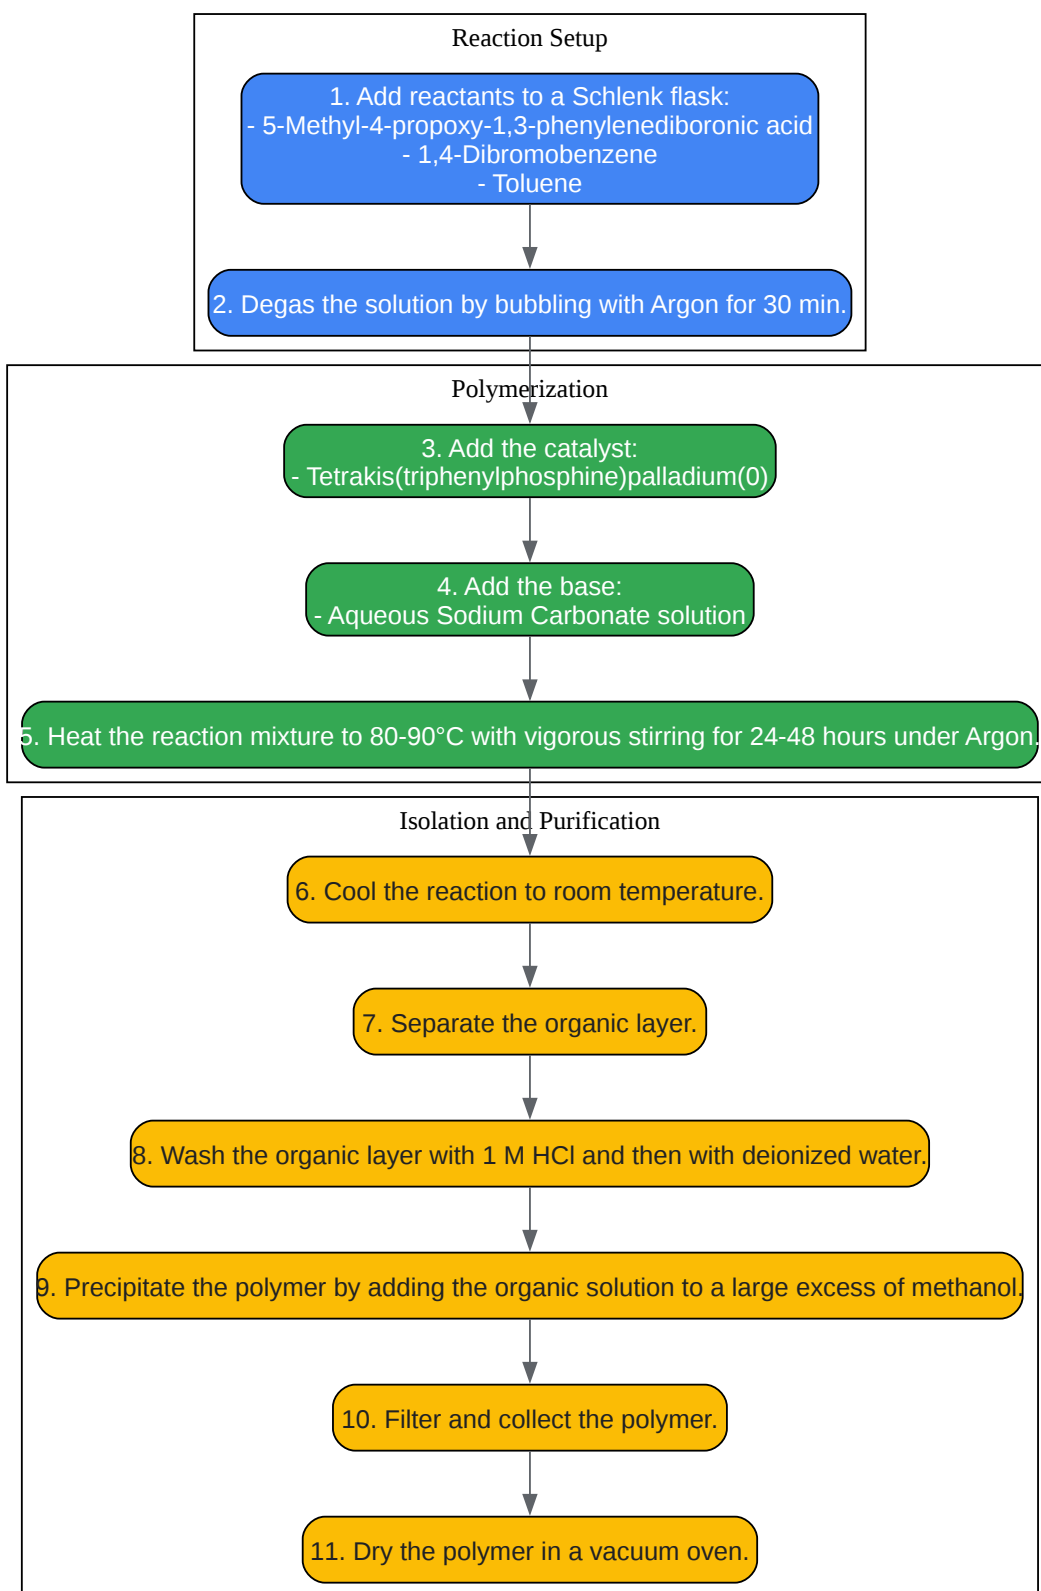 Reaction Setup
1. Add reactants to a Schlenk flask:
- 5-Methyl-4-propoxy-1,3-phenylenediboronic acid
- 1,4-Dibromobenzene
- Toluene
2. Degas the solution by bubbling with Argon for 30 min.
Polymerization
3. Add the catalyst:
- Tetrakis(triphenylphosphine)palladium(0)
4. Add the base:
- Aqueous Sodium Carbonate solution
5. Heat the reaction mixture to 80-90°C with vigorous stirring for 24-48 hours under Argon.
Isolation and Purification
6. Cool the reaction to room temperature.
7. Separate the organic layer.
8. Wash the organic layer with 1 M HCl and then with deionized water.
9. Precipitate the polymer by adding the organic solution to a large excess of methanol.
10. Filter and collect the polymer.
11. Dry the polymer in a vacuum oven.